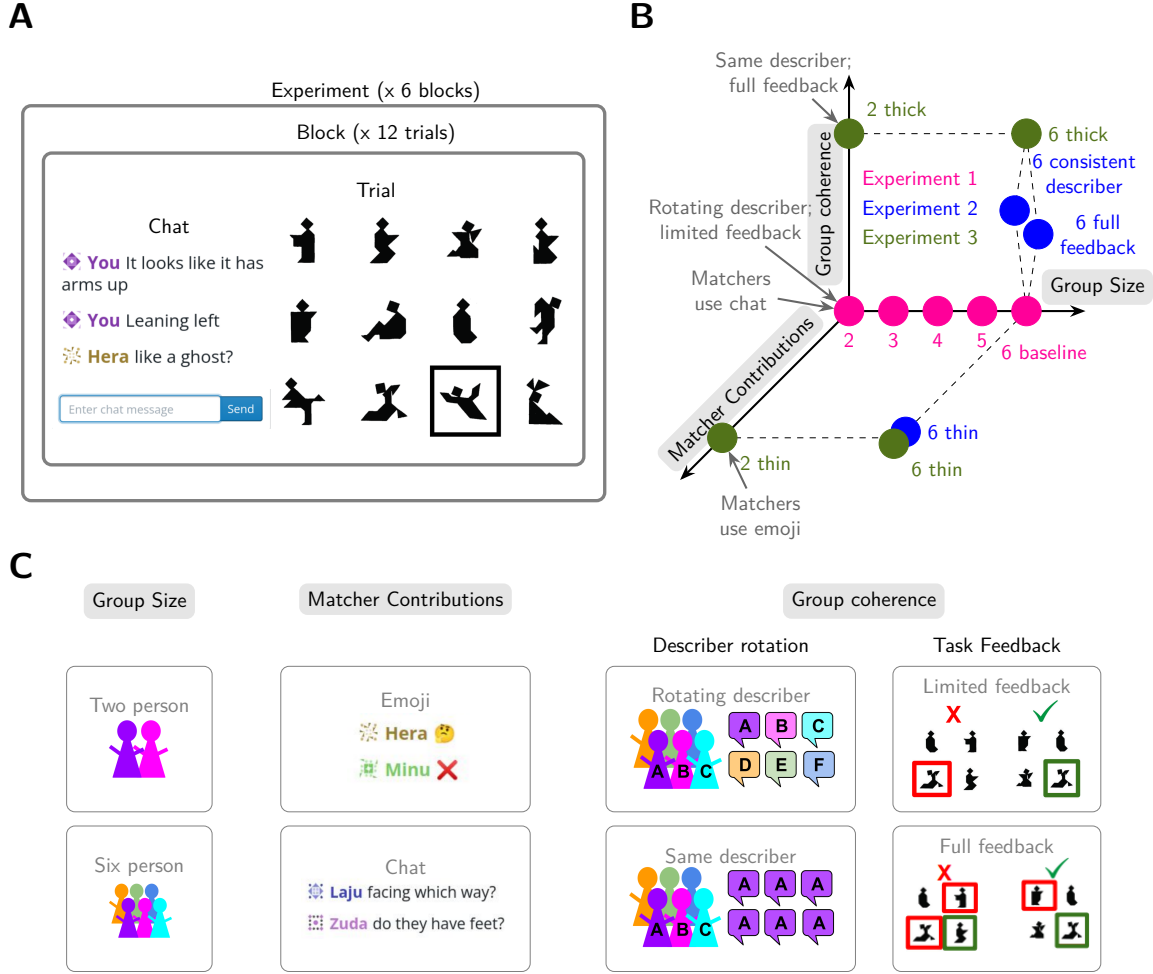 A
Experiment (x 6 blocks)
Block (x 12 trials)
Trial
Chat
You It looks like it has
arms up
You Leaning left
Hera like a ghost?
Enter chat message
Send
B
Same describer;
full feedback
2 thick
6 thick
Group coherence
6 consistent
describer
Experiment 1
Experiment 2
Experiment 3
6 full
feedback
Rotating describer;
limited feedback
Matchers
use chat
Group Size
2
3
4
5
6 baseline
Matcher Contributions
2 thin
6 thin
6 thin
Matchers
use emoji
C
Group Size
Matcher Contributions
Group coherence
Describer rotation
Task Feedback
Two person
Emoji
Hera
Minu
Rotating describer
A B C
A B C
D E F
Limited feedback
X
Six person
Chat
Laju facing which way?
Zuda do they have feet?
Same describer
A B C
A A A
A A A
Full feedback
X